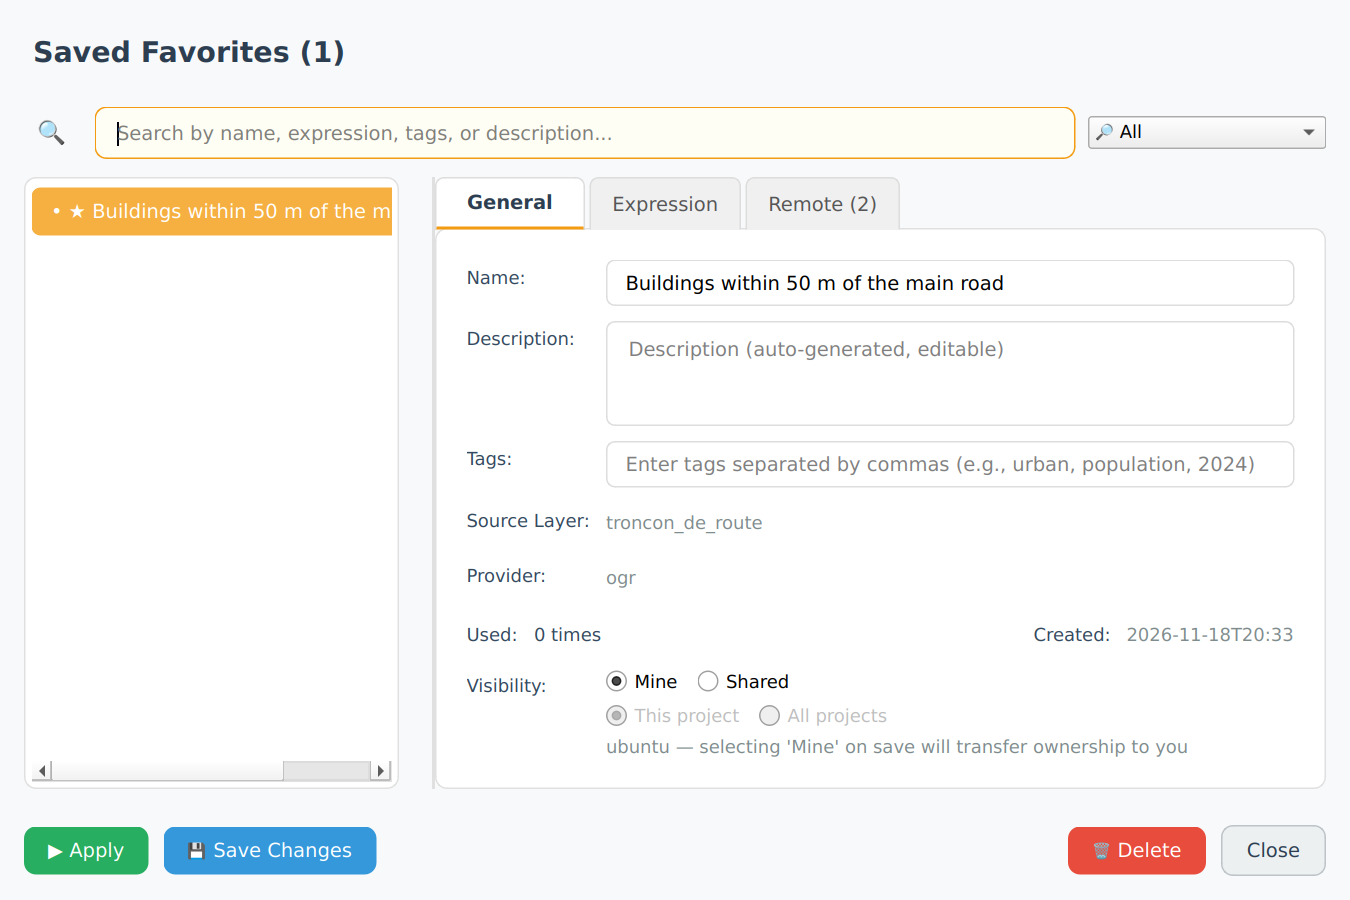 Saved Favorites (1)
Search by name, expression, tags, or description...
All
• ★ Buildings within 50 m of the m
General
Expression
Remote (2)
Name:
Buildings within 50 m of the main road
Description:
Description (auto-generated, editable)
Tags:
Enter tags separated by commas (e.g., urban, population, 2024)
Source Layer:
troncon_de_route
Provider:
ogr
Used: 0 times
Created: 2026-11-18T20:33
Visibility:
Mine
Shared
This project
All projects
ubuntu — selecting 'Mine' on save will transfer ownership to you
▶ Apply
Save Changes
Delete
Close